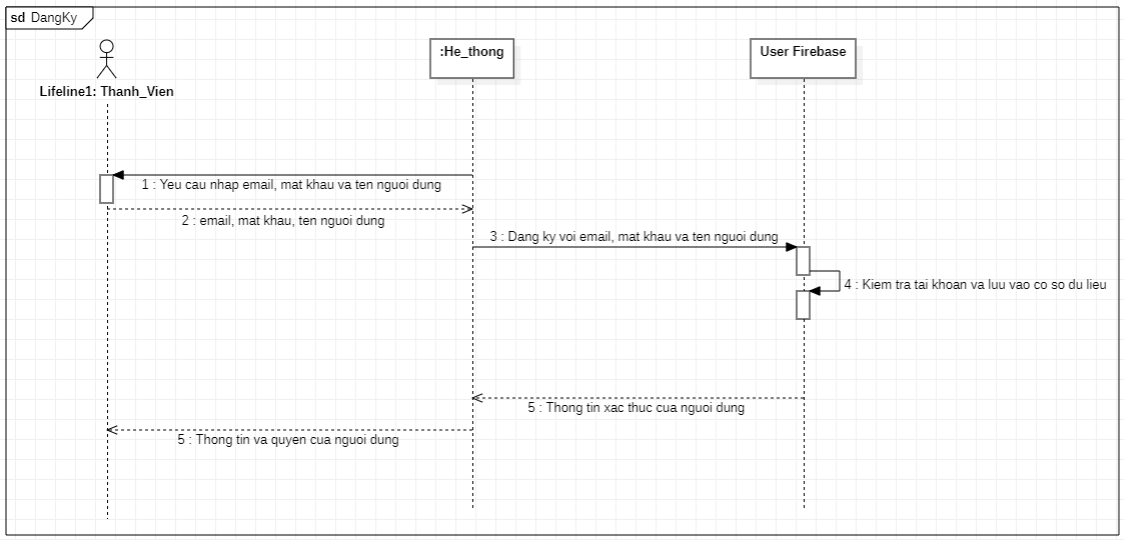 sd DangKy
:He_thong
User Firebase
Lifeline1: Thanh_Vien
1 : Yeu cau nhap email, mat khau va ten nguoi dung
2 : email, mat khau, ten nguoi dung
3 : Dang ky voi email, mat khau va ten nguoi dung
4 : Kiem tra tai khoan va luu vao co so du lieu
5 : Thong tin xac thuc cua nguoi dung
5 : Thong tin va quyen cua nguoi dung